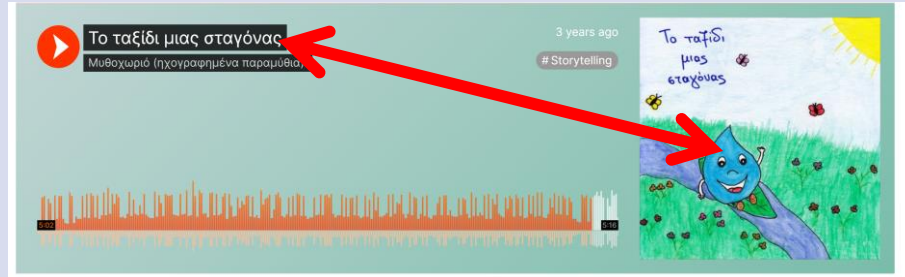 Το ταξίδι μιας σταγόνας
Μυθοχωριό (ηχογραφημένα παραμύθια)
3 years ago
# Storytelling
5:02
5:16
Το ταξίδι
μιας
σταγόνας